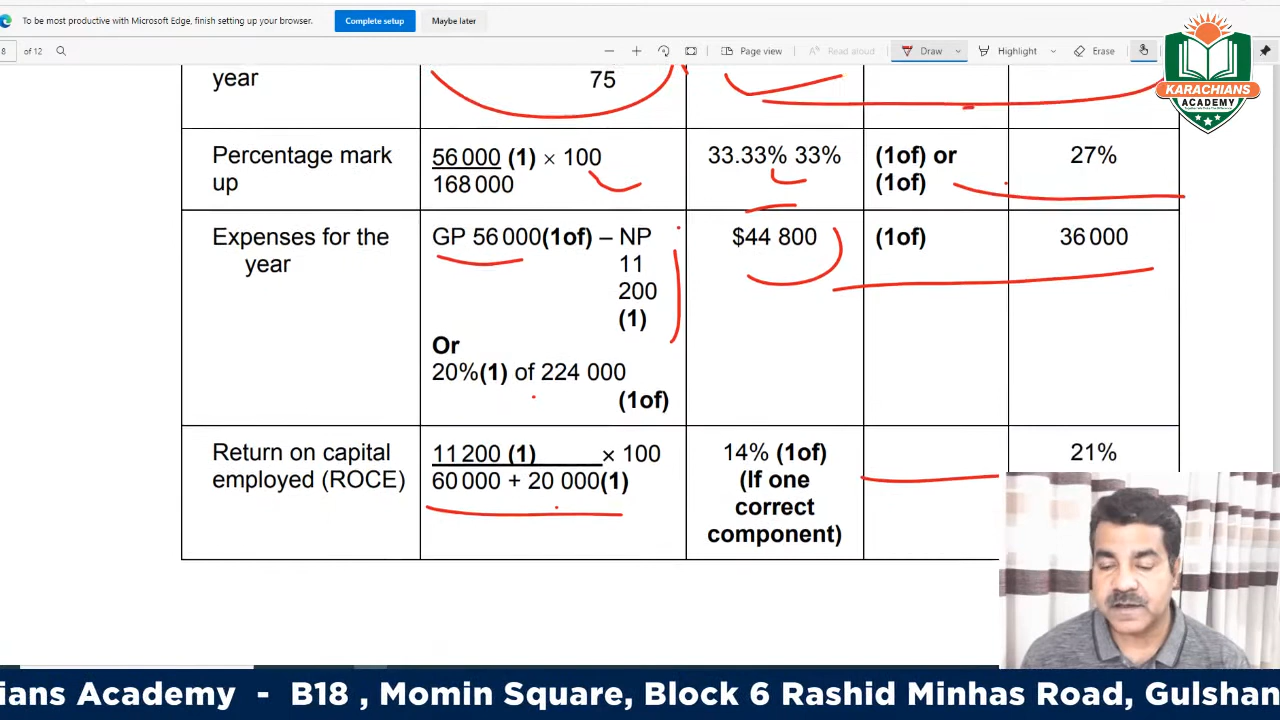 To be most productive with Microsoft Edge, finish setting up your browser.
Complete setup
Maybe later
8
of 12
Page view
Read aloud
Draw
Highlight
Erase
KARACHIANS
ACADEMY
year
75
Percentage mark
up
56 000 (1) × 100
168 000
33.33% 33%
(1of) or
(1of)
27%
Expenses for the
year
GP 56 000(1of) – NP
11
200
(1)
Or
20%(1) of 224 000
(1of)
$44 800
(1of)
36 000
Return on capital
employed (ROCE)
11 200 (1) × 100
60 000 + 20 000(1)
14% (1of)
(If one
correct
component)
21%
ians Academy - B18 , Momin Square, Block 6 Rashid Minhas Road, Gulshan